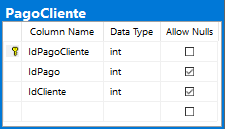 PagoCliente
Column Name Data Type Allow Nulls
IdPagoCliente int
IdPago int
IdCliente int